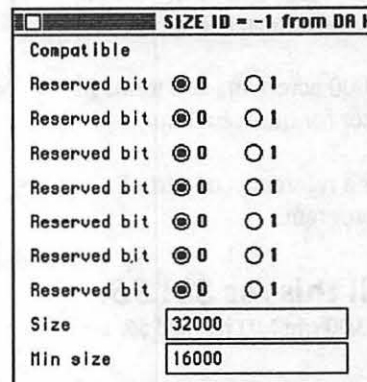 SIZE ID = -1 from DA
Compatible
Reserved bit 0 1
Reserved bit 0 1
Reserved bit 0 1
Reserved bit 0 1
Reserved bit 0 1
Reserved bit 0 1
Reserved bit 0 1
Size 32000
Min size 16000